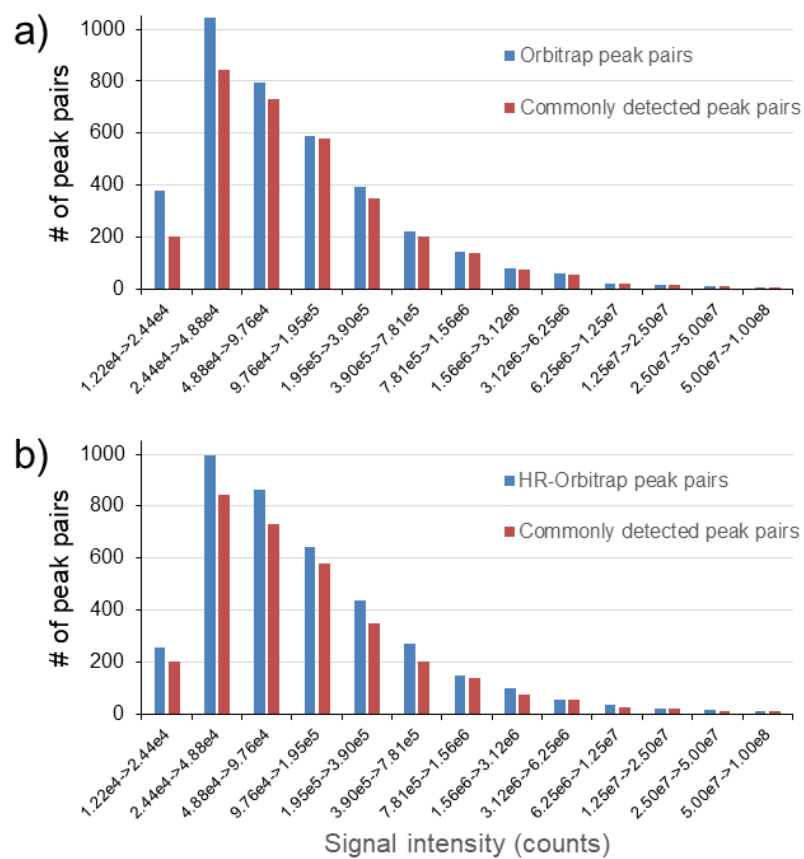 a)
# of peak pairs
1000
800
600
400
200
0
Orbitrap peak pairs
Commonly detected peak pairs
1.22e4->2.44e4
2.44e4->4.88e4
4.88e4->9.76e4
9.76e4->1.95e5
1.95e5->3.90e5
3.90e5->7.81e5
7.81e5->1.56e6
1.56e6->3.12e6
3.12e6->6.25e6
6.25e6->1.25e7
1.25e7->2.50e7
2.50e7->5.00e7
5.00e7->1.00e8
b)
# of peak pairs
1000
800
600
400
200
0
HR-Orbitrap peak pairs
Commonly detected peak pairs
1.22e4->2.44e4
2.44e4->4.88e4
4.88e4->9.76e4
9.76e4->1.95e5
1.95e5->3.90e5
3.90e5->7.81e5
7.81e5->1.56e6
1.56e6->3.12e6
3.12e6->6.25e6
6.25e6->1.25e7
1.25e7->2.50e7
2.50e7->5.00e7
5.00e7->1.00e8
Signal intensity (counts)